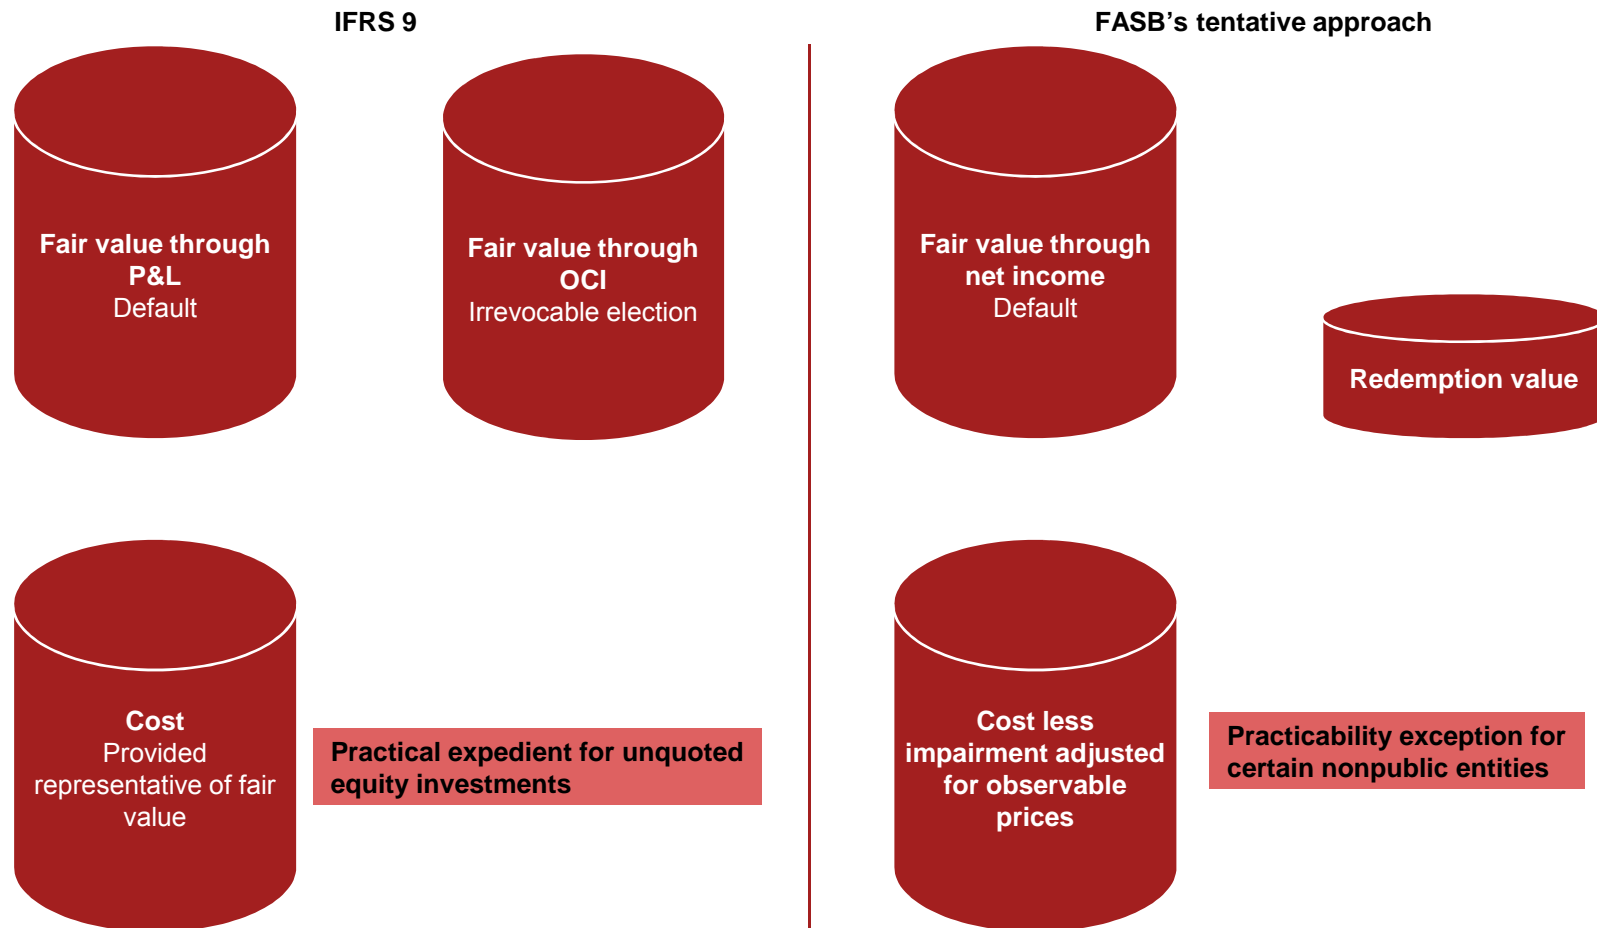 IFRS 9
FASB’s tentative approach
Fair value through
P&L
Default
Fair value through
OCI
Irrevocable election
Fair value through
net income
Default
Redemption value
Cost
Provided
representative of fair
value
Practical expedient for unquoted
equity investments
Cost less
impairment adjusted
for observable
prices
Practicability exception for
certain nonpublic entities